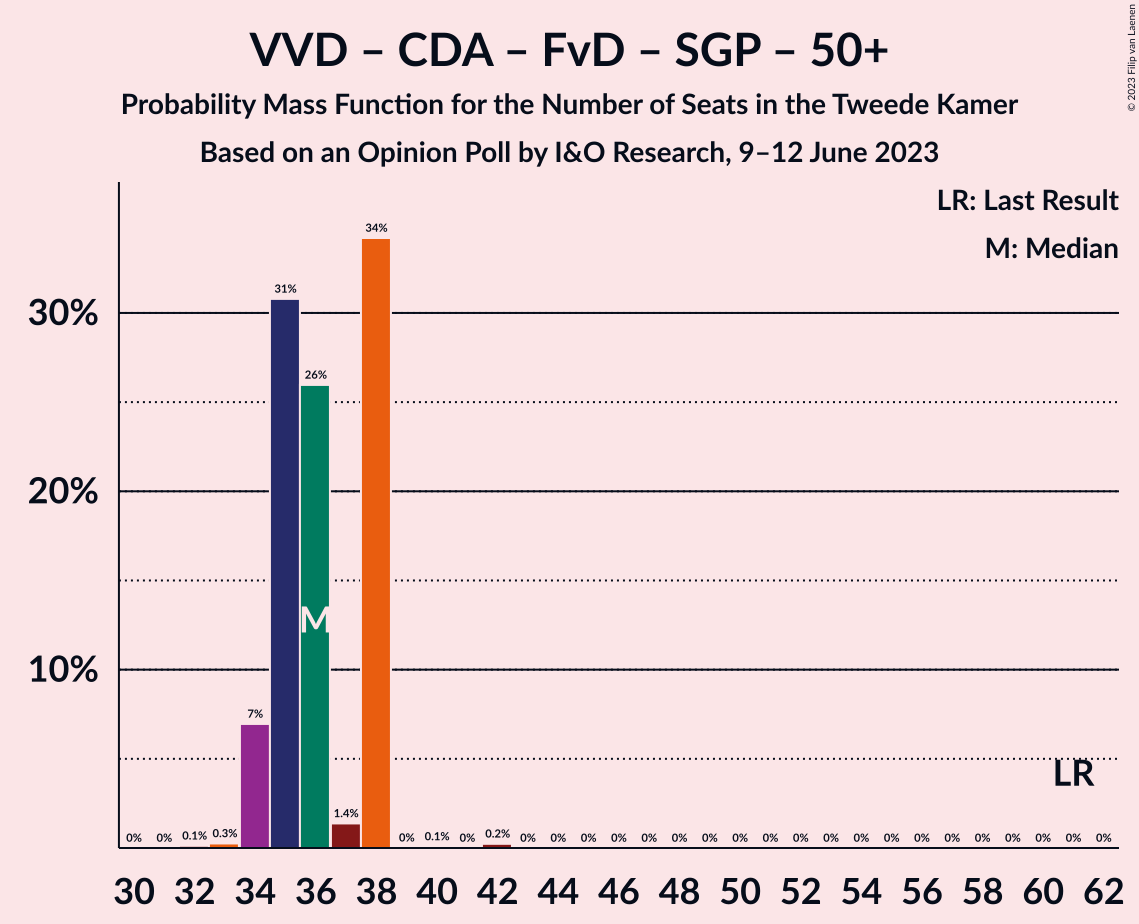 VVD – CDA – FvD – SGP – 50+
Probability Mass Function for the Number of Seats in the Tweede Kamer
Based on an Opinion Poll by I&O Research, 9–12 June 2023
© 2023 Filip van Laenen
LR: Last Result
M: Median
34%
31%
30%
26%
20%
M
10%
7%
LR
1.4%
0% 0% 0.1% 0.3% 0% 0.1% 0% 0.2% 0% 0% 0% 0% 0% 0% 0% 0% 0% 0% 0% 0% 0% 0% 0% 0% 0% 0% 0% 0%
30 32 34 36 38 40 42 44 46 48 50 52 54 56 58 60 62